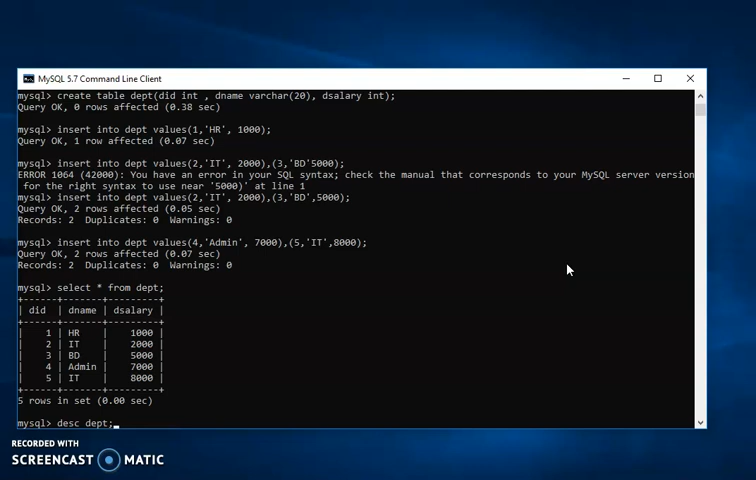 MySQL 5.7 Command Line Client
mysql> create table dept(did int , dname varchar(20), dsalary int);
Query OK, 0 rows affected (0.38 sec)
mysql> insert into dept values(1,'HR', 1000);
Query OK, 1 row affected (0.07 sec)
mysql> insert into dept values(2,'IT', 2000),(3,'BD'5000);
ERROR 1064 (42000): You have an error in your SQL syntax; check the manual that corresponds to your MySQL server version
for the right syntax to use near '5000)' at line 1
mysql> insert into dept values(2,'IT', 2000),(3,'BD',5000);
Query OK, 2 rows affected (0.05 sec)
Records: 2  Duplicates: 0  Warnings: 0
mysql> insert into dept values(4,'Admin', 7000),(5,'IT',8000);
Query OK, 2 rows affected (0.07 sec)
Records: 2  Duplicates: 0  Warnings: 0
mysql> select * from dept;
+------+-------+---------+
| did  | dname | dsalary |
+------+-------+---------+
|    1 | HR    |    1000 |
|    2 | IT    |    2000 |
|    3 | BD    |    5000 |
|    4 | Admin |    7000 |
|    5 | IT    |    8000 |
+------+-------+---------+
5 rows in set (0.00 sec)
mysql> desc dept;
RECORDED WITH
SCREENCAST MATIC